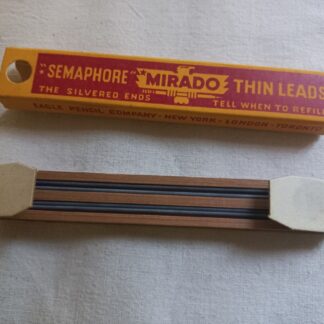 "SEMAPHORE" "MIRADO" THIN LEADS
THE SILVERED ENDS TELL WHEN TO REFILL
EAGLE PENCIL COMPANY - NEW YORK - LONDON - TORONTO